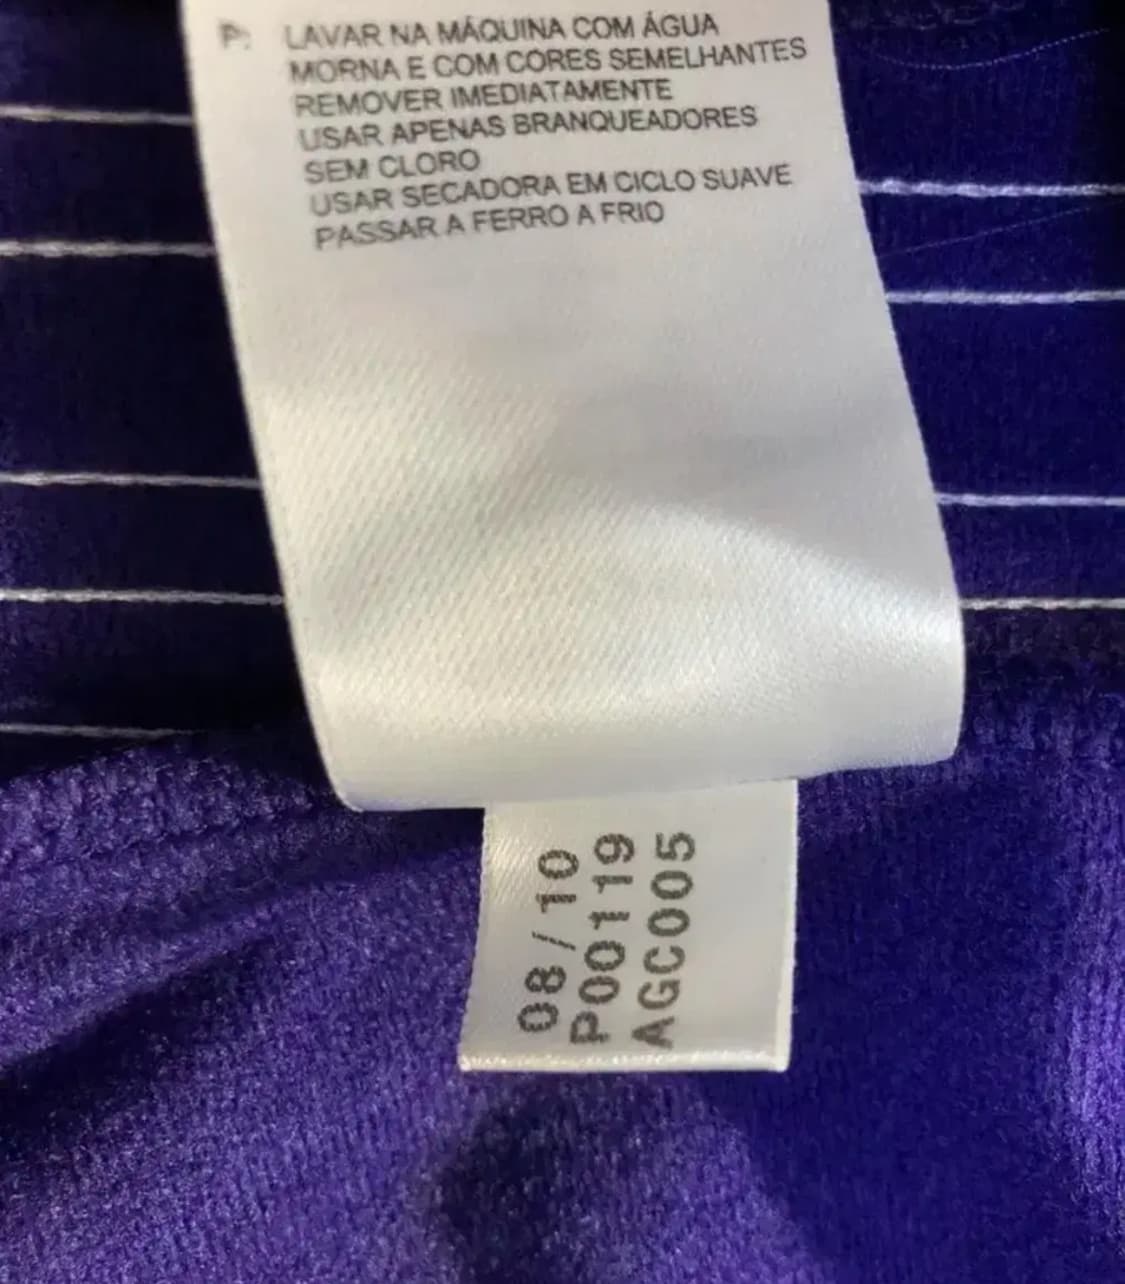 P: LAVAR NA MÁQUINA COM ÁGUA
MORNA E COM CORES SEMELHANTES
REMOVER IMEDIATAMENTE
USAR APENAS BRANQUEADORES
SEM CLORO
USAR SECADORA EM CICLO SUAVE
PASSAR A FERRO A FRIO
08/10
P00119
AGC005